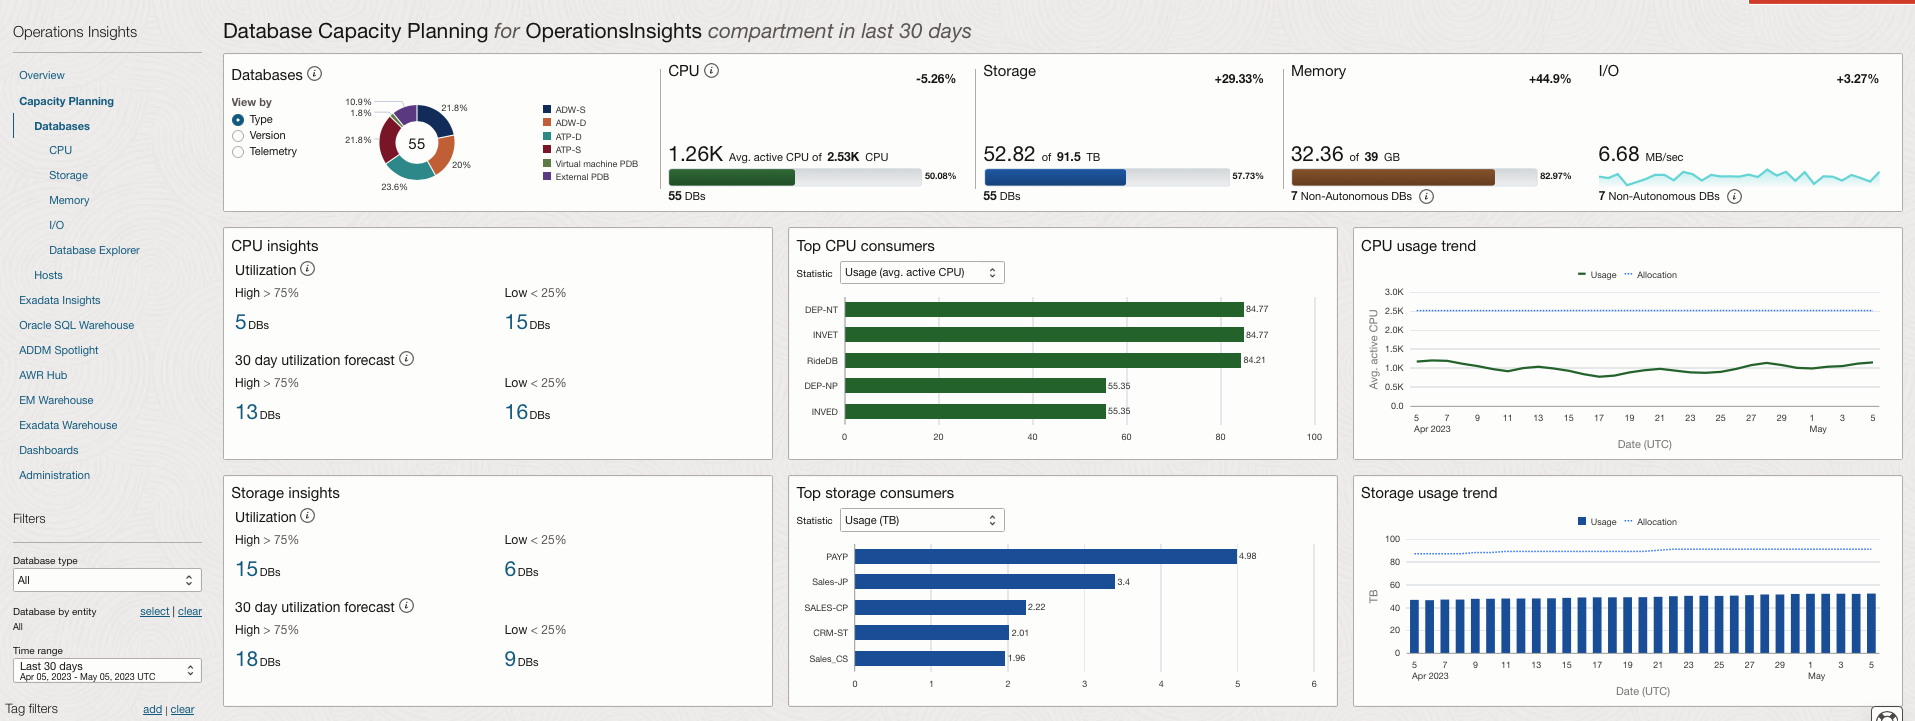 Operations Insights
Overview
Capacity Planning
Databases
CPU
Storage
Memory
I/O
Database Explorer
Hosts
Exadata Insights
Oracle SQL Warehouse
ADDM Spotlight
AWR Hub
EM Warehouse
Exadata Warehouse
Dashboards
Administration
Filters
Database type
All
Database by entity select | clear
All
Time range
Last 30 days
Apr 05, 2023 - May 05, 2023 UTC
Tag filters add | clear
Database Capacity Planning for OperationsInsights compartment in last 30 days
Databases
View by
Type
Version
Telemetry
10.9%
1.8%
21.8%
23.6%
20%
21.8%
55
ADW-S
ADW-D
ATP-D
ATP-S
Virtual machine PDB
External PDB
CPU -5.26%
1.26K Avg. active CPU of 2.53K CPU
50.08%
55 DBs
Storage +29.33%
52.82 of 91.5 TB
57.73%
55 DBs
Memory +44.9%
32.36 of 39 GB
82.97%
7 Non-Autonomous DBs
I/O +3.27%
6.68 MB/sec
7 Non-Autonomous DBs
CPU insights
Utilization
High > 75% Low < 25%
5 DBs 15 DBs
30 day utilization forecast
High > 75% Low < 25%
13 DBs 16 DBs
Top CPU consumers
Statistic Usage (avg. active CPU)
DEP-NT 84.77
INVET 84.77
RideDB 84.21
DEP-NP 55.35
INVED 55.35
0 20 40 60 80 100
CPU usage trend
Usage Allocation
Avg. active CPU
3.0K
2.5K
2.0K
1.5K
1.0K
0.5K
0.0
5 7 9 11 13 15 17 19 21 23 25 27 29 1 3 5
Apr 2023 May
Date (UTC)
Storage insights
Utilization
High > 75% Low < 25%
15 DBs 6 DBs
30 day utilization forecast
High > 75% Low < 25%
18 DBs 9 DBs
Top storage consumers
Statistic Usage (TB)
PAYP 4.98
Sales-JP 3.4
SALES-CP 2.22
CRM-ST 2.01
Sales_CS 1.96
0 1 2 3 4 5 6
Storage usage trend
Usage Allocation
TB
100
80
60
40
20
0
5 7 9 11 13 15 17 19 21 23 25 27 29 1 3 5
Apr 2023 May
Date (UTC)